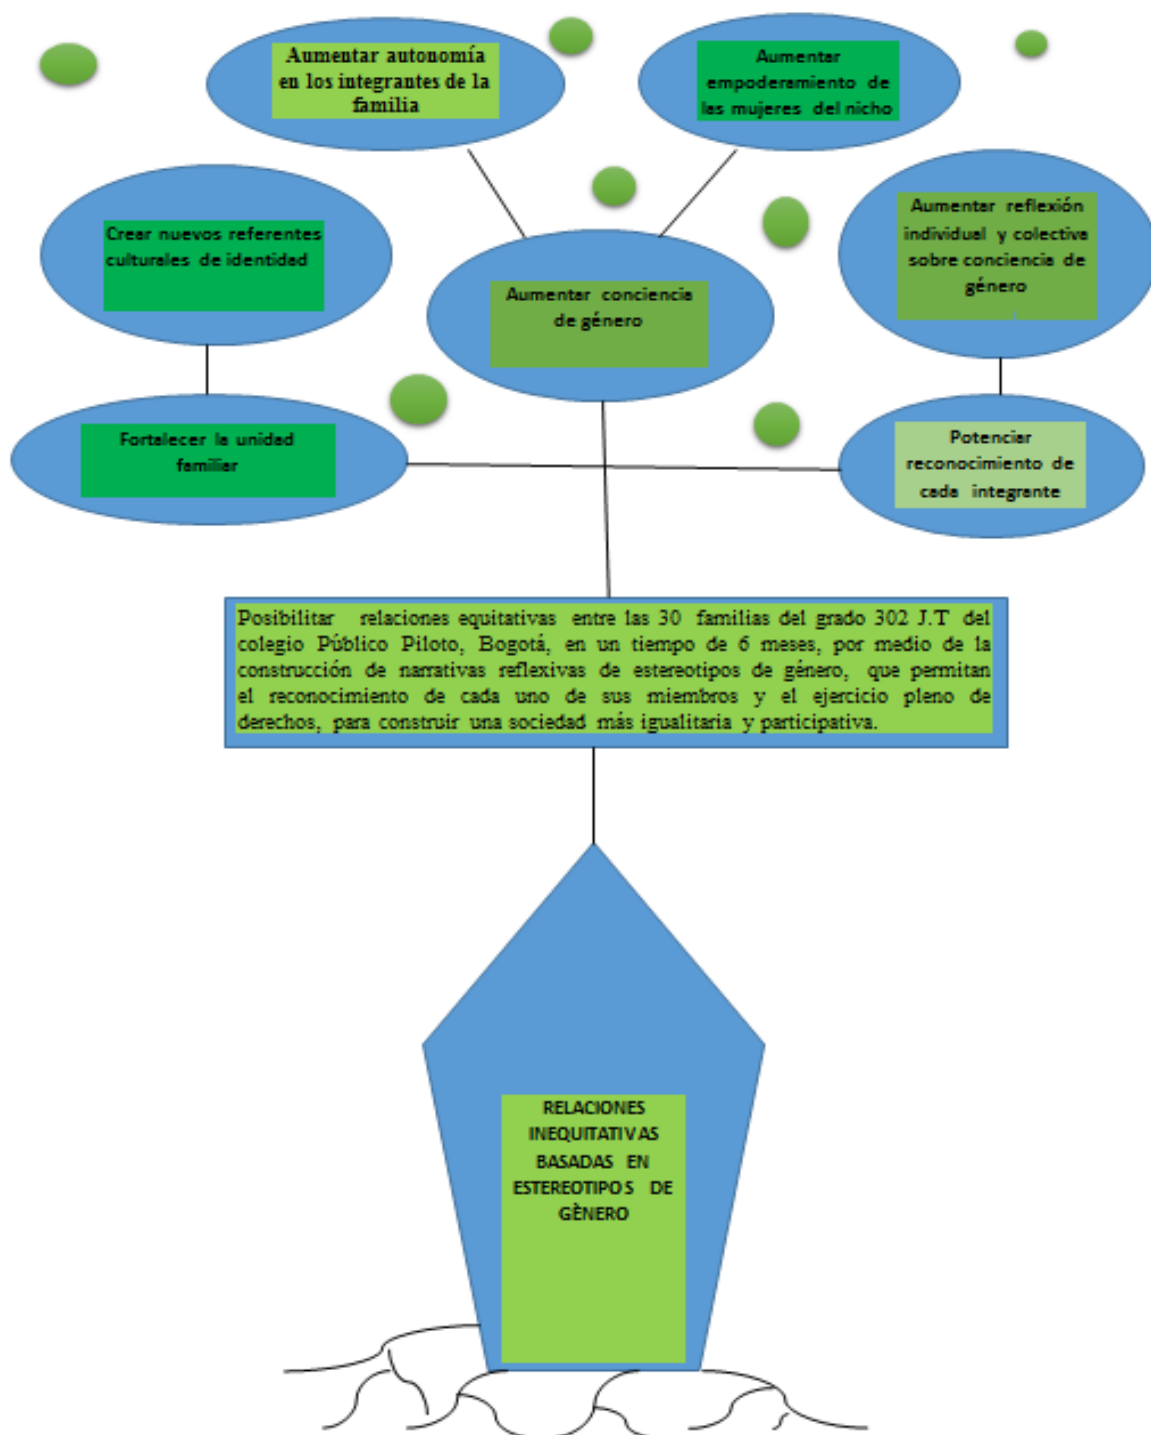 Aumentar autonomía
en los integrantes de la
familia
Aumentar
empoderamiento de
las mujeres del nicho
Crear nuevos referentes
culturales de identidad
Aumentar conciencia
de género
Aumentar reflexión
individual y colectiva
sobre conciencia de
género
Fortalecer la unidad
familiar
Potenciar
reconocimiento de
cada integrante
Posibilitar relaciones equitativas entre las 30 familias del grado 302 J.T del
colegio Público Piloto, Bogotá, en un tiempo de 6 meses, por medio de la
construcción de narrativas reflexivas de estereotipos de género, que permitan
el reconocimiento de cada uno de sus miembros y el ejercicio pleno de
derechos, para construir una sociedad más igualitaria y participativa.
RELACIONES
INEQUITATIVAS
BASADAS EN
ESTEREOTIPOS DE
GÈNERO